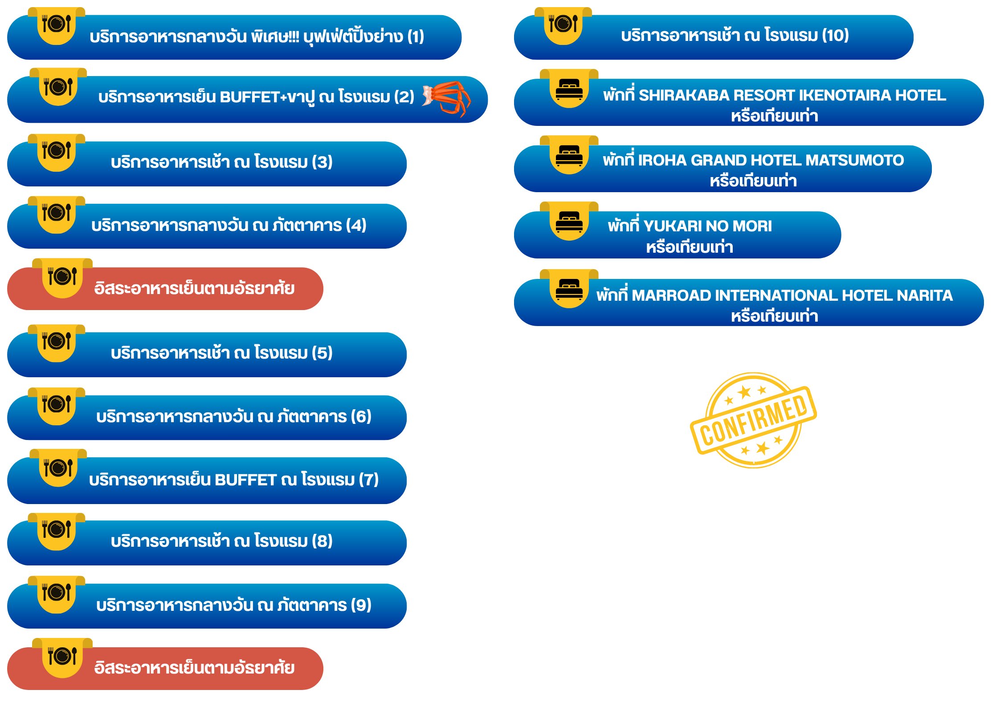 บริการอาหารกลางวัน พิเศษ!!! บุฟเฟ่ต์ปิ้งย่าง (1)
บริการอาหารเย็น BUFFET+ขาปู ณ โรงแรม (2)
บริการอาหารเช้า ณ โรงแรม (3)
บริการอาหารกลางวัน ณ ภัตตาคาร (4)
อิสระอาหารเย็นตามอัธยาศัย
บริการอาหารเช้า ณ โรงแรม (5)
บริการอาหารกลางวัน ณ ภัตตาคาร (6)
บริการอาหารเย็น BUFFET ณ โรงแรม (7)
บริการอาหารเช้า ณ โรงแรม (8)
บริการอาหารกลางวัน ณ ภัตตาคาร (9)
อิสระอาหารเย็นตามอัธยาศัย
บริการอาหารเช้า ณ โรงแรม (10)
พักที่ SHIRAKABA RESORT IKENOTAIRA HOTEL
หรือเทียบเท่า
พักที่ IROHA GRAND HOTEL MATSUMOTO
หรือเทียบเท่า
พักที่ YUKARI NO MORI
หรือเทียบเท่า
พักที่ MARROAD INTERNATIONAL HOTEL NARITA
หรือเทียบเท่า
CONFIRMED